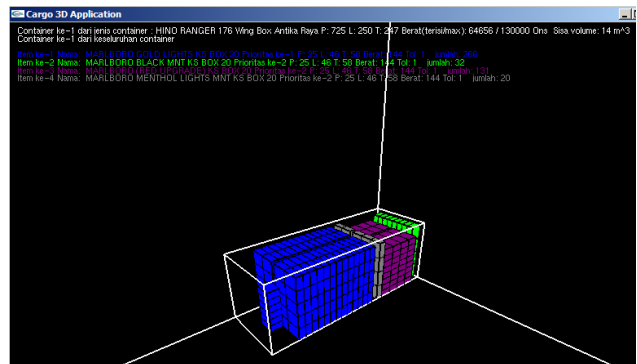 Cargo 3D Application
Container ke-1 dari jenis container : HINO RANGER 176 Wing Box Antika Raya P: 725 L: 250 T: 247 Berat(terisi/max): 64656 / 130000 Ons Sisa volume: 14 m^3
Container ke-1 dari keseluruhan container
Item ke-1 Nama: MARLBORO GOLD LIGHTS KS BOX 20 Prioritas ke-1 P: 25 L: 46 T: 58 Berat: 144 Tol: 1 jumlah:
Item ke-2 Nama: MARLBORO BLACK MNT KS BOX 20 Prioritas ke-2 P: 25 L: 46 T: 58 Berat: 144 Tol: 1 jumlah: 32
Item ke-3 Nama: MARLBORO (RED UPGRADE) KS BOX 20 Prioritas ke-2 P: 25 L: 46 T: 58 Berat: 144 Tol: 1 jumlah: 131
Item ke-4 Nama: MARLBORO MENTHOL LIGHTS MNT KS BOX 20 Prioritas ke-2 P: 25 L: 46 T: 58 Berat: 144 Tol: 1 jumlah: 20